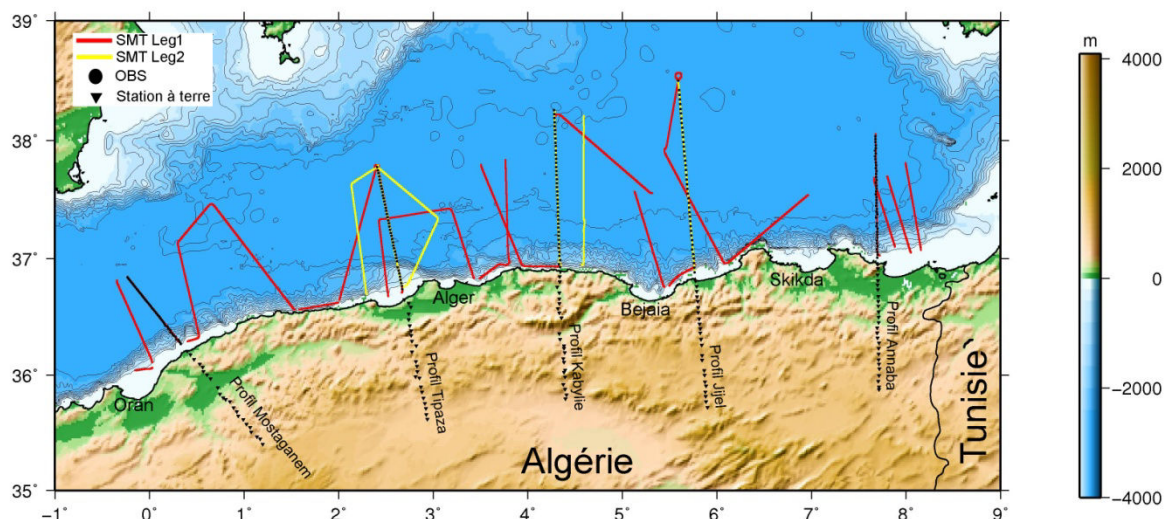 SMT Leg1
SMT Leg2
OBS
Station à terre
39°
38°
37°
36°
35°
-1°
0°
1°
2°
3°
4°
5°
6°
7°
8°
9°
Oran
Alger
Bejaia
Skikda
Profil Mostaganem
Profil Tipaza
Profil Kabylie
Profil Jijel
Profil Annaba
Algérie
Tunisie
m
4000
2000
0
−2000
−4000